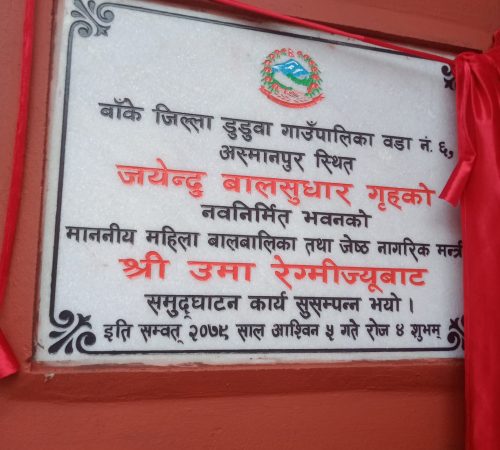 बाँके जिल्ला डुडुवा गाउँपालिका वडा नं. ६,
अस्मानपुर स्थित
जयेन्दु बालसुधार गृहको
नवनिर्मित भवनको
माननीय महिला बालबालिका तथा जेष्ठ नागरिक मन्त्री
श्री उमा रेग्मीज्यूबाट
समुद्घाटन कार्य सुसम्पन्न भयो ।
इति सम्वत् २०७९ साल आश्विन ५ गते रोज ४ शुभम्